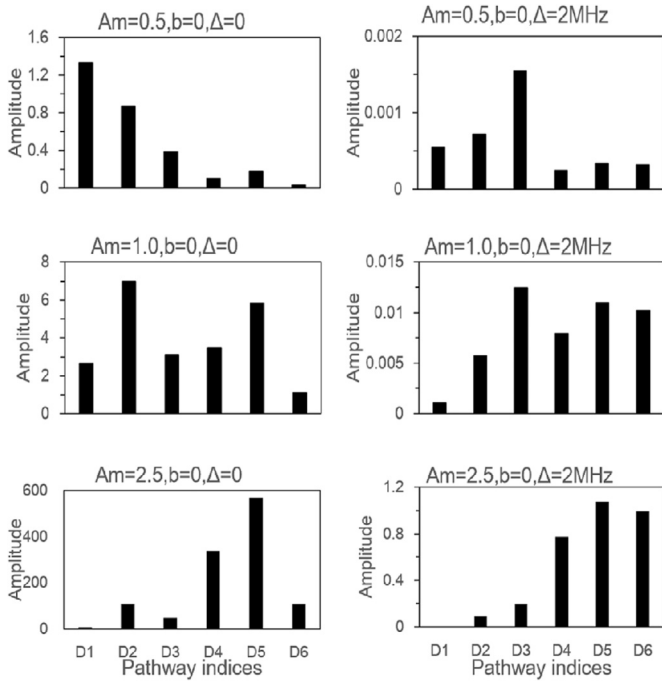 Am=0.5,b=0,Δ=0
Amplitude
1.6
1.2
0.8
0.4
0
Am=0.5,b=0,Δ=2MHz
Amplitude
0.002
0.001
0
Am=1.0,b=0,Δ=0
Amplitude
8
6
4
2
0
Am=1.0,b=0,Δ=2MHz
Amplitude
0.015
0.01
0.005
0
Am=2.5,b=0,Δ=0
Amplitude
600
400
200
0
D1 D2 D3 D4 D5 D6
Pathway indices
Am=2.5,b=0,Δ=2MHz
Amplitude
1.2
0.8
0.4
0
D1 D2 D3 D4 D5 D6
Pathway indices